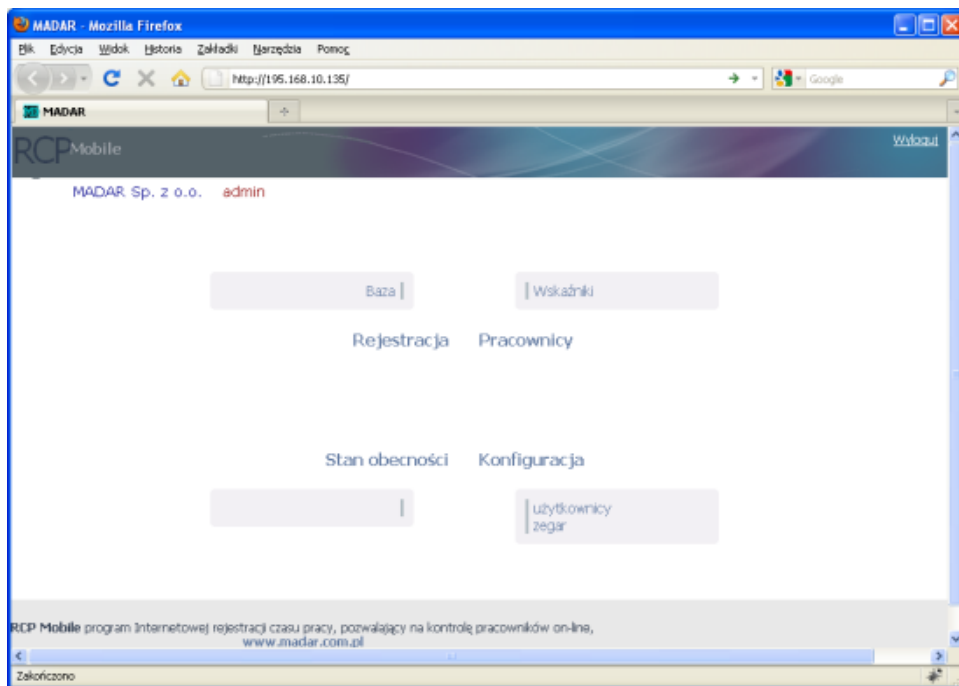 MADAR - Mozilla Firefox
Plik Edycja Widok Historia Zakładki Narzędzia Pomoc
http://195.168.10.135/ Google
MADAR
RCP Mobile Wyloguj
MADAR Sp. z o.o. admin
Baza Wskaźniki
Rejestracja Pracownicy
Stan obecności Konfiguracja
użytkownicy
zegar
RCP Mobile program Internetowej rejestracji czasu pracy, pozwalający na kontrolę pracowników on-line,
www.madar.com.pl
Zakończono